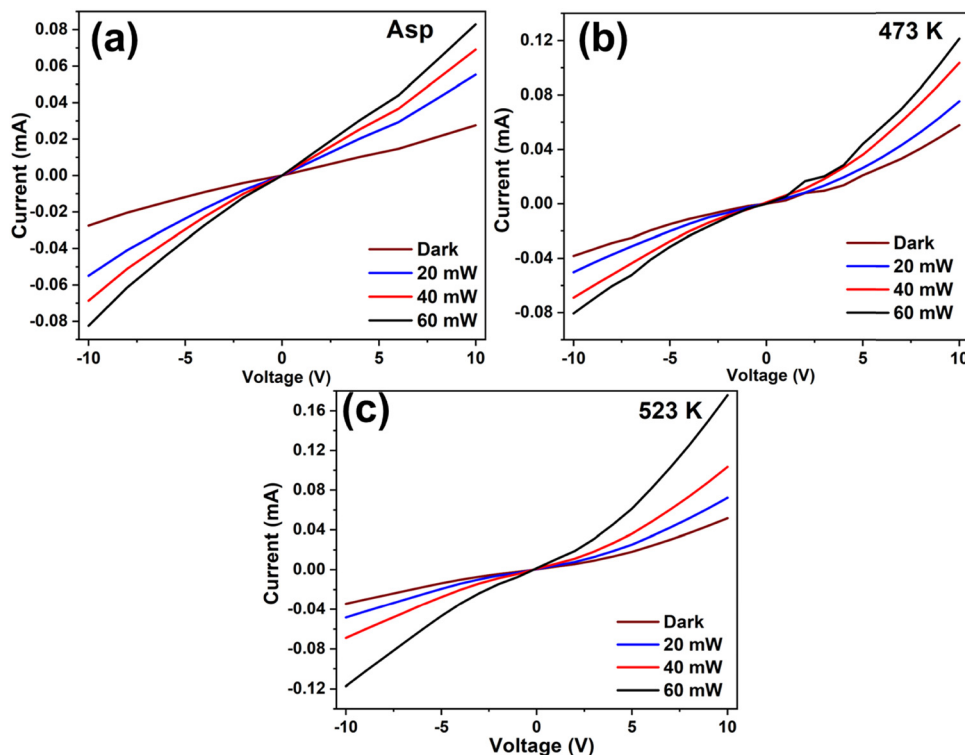 (a)
Asp
Current (mA)
0.08
0.06
0.04
0.02
0.00
-0.02
-0.04
-0.06
-0.08
Dark
20 mW
40 mW
60 mW
-10
-5
0
5
10
Voltage (V)
(b)
473 K
Current (mA)
0.12
0.08
0.04
0.00
-0.04
-0.08
Dark
20 mW
40 mW
60 mW
-10
-5
0
5
10
Voltage (V)
(c)
523 K
Current (mA)
0.16
0.12
0.08
0.04
0.00
-0.04
-0.08
-0.12
Dark
20 mW
40 mW
60 mW
-10
-5
0
5
10
Voltage (V)